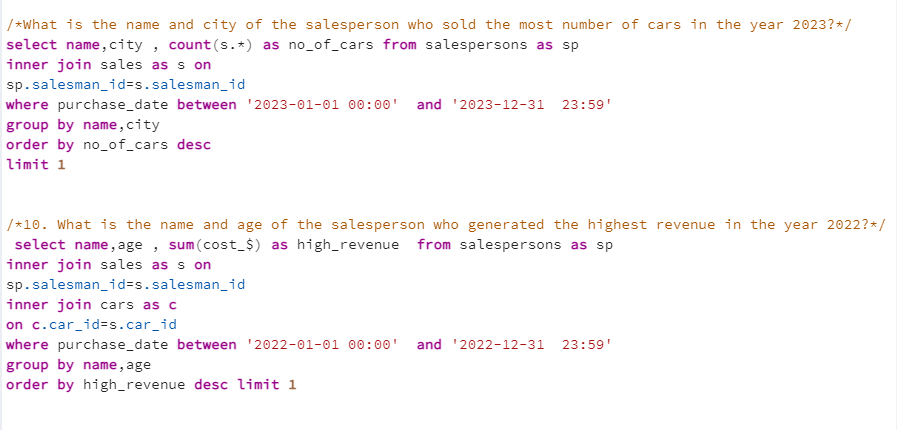 /*What is the name and city of the salesperson who sold the most number of cars in the year 2023?*/
select name,city , count(s.*) as no_of_cars from salespersons as sp
inner join sales as s on
sp.salesman_id=s.salesman_id
where purchase_date between '2023-01-01 00:00'  and '2023-12-31  23:59'
group by name,city
order by no_of_cars desc
limit 1
/*10. What is the name and age of the salesperson who generated the highest revenue in the year 2022?*/
select name,age , sum(cost_$) as high_revenue  from salespersons as sp
inner join sales as s on
sp.salesman_id=s.salesman_id
inner join cars as c
on c.car_id=s.car_id
where purchase_date between '2022-01-01 00:00'  and '2022-12-31  23:59'
group by name,age
order by high_revenue desc limit 1